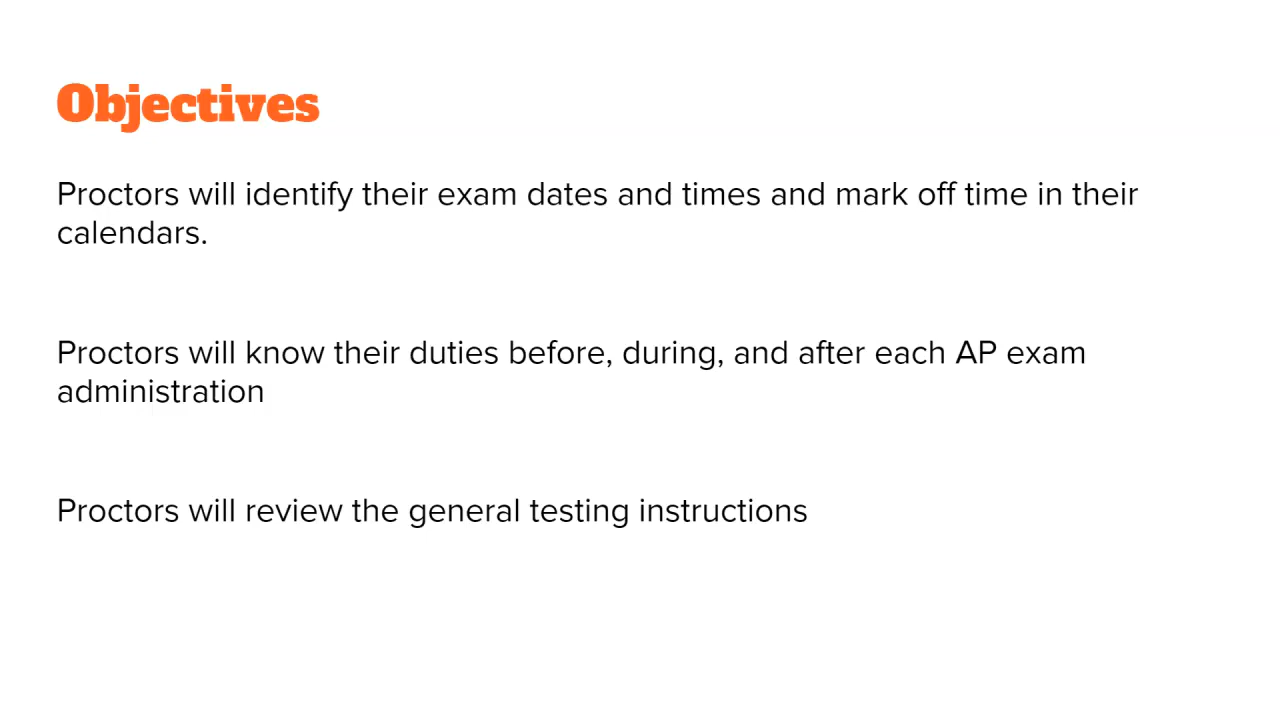 Objectives
Proctors will identify their exam dates and times and mark off time in their
calendars.
Proctors will know their duties before, during, and after each AP exam
administration
Proctors will review the general testing instructions